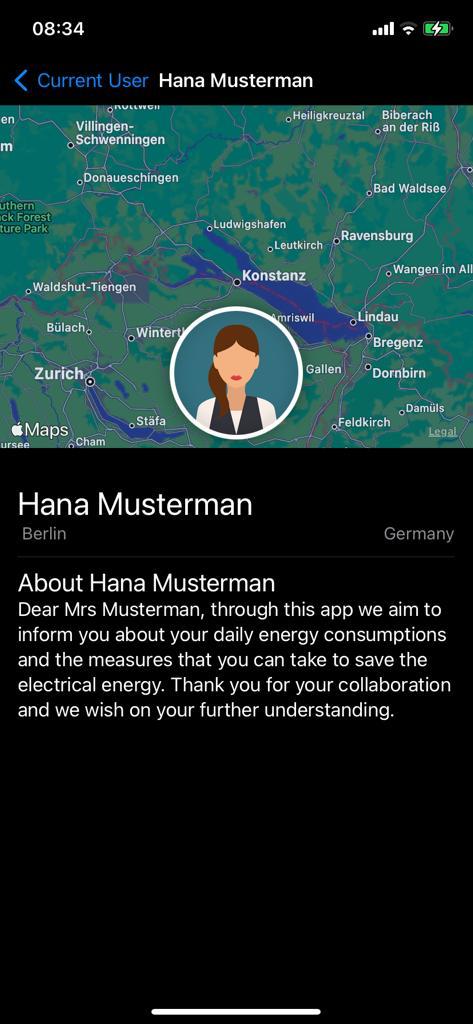 08:34
Current User Hana Musterman
Rottweil
Heiligkreuztal
Biberach
an der Riß
en
Villingen-
Schwenningen
m
Donaueschingen
Bad Waldsee
uthern
ck Forest
ture Park
Ludwigshafen
Ravensburg
Leutkirch
Konstanz
Wangen im All
Waldshut-Tiengen
Amriswil
Lindau
Bülach
Wintert
Bregenz
Zurich
Gallen
Dornbirn
Damüls
Stäfa
Feldkirch
Maps
Legal
ursee
Cham
Hana Musterman
Berlin Germany
About Hana Musterman
Dear Mrs Musterman, through this app we aim to
inform you about your daily energy consumptions
and the measures that you can take to save the
electrical energy. Thank you for your collaboration
and we wish on your further understanding.